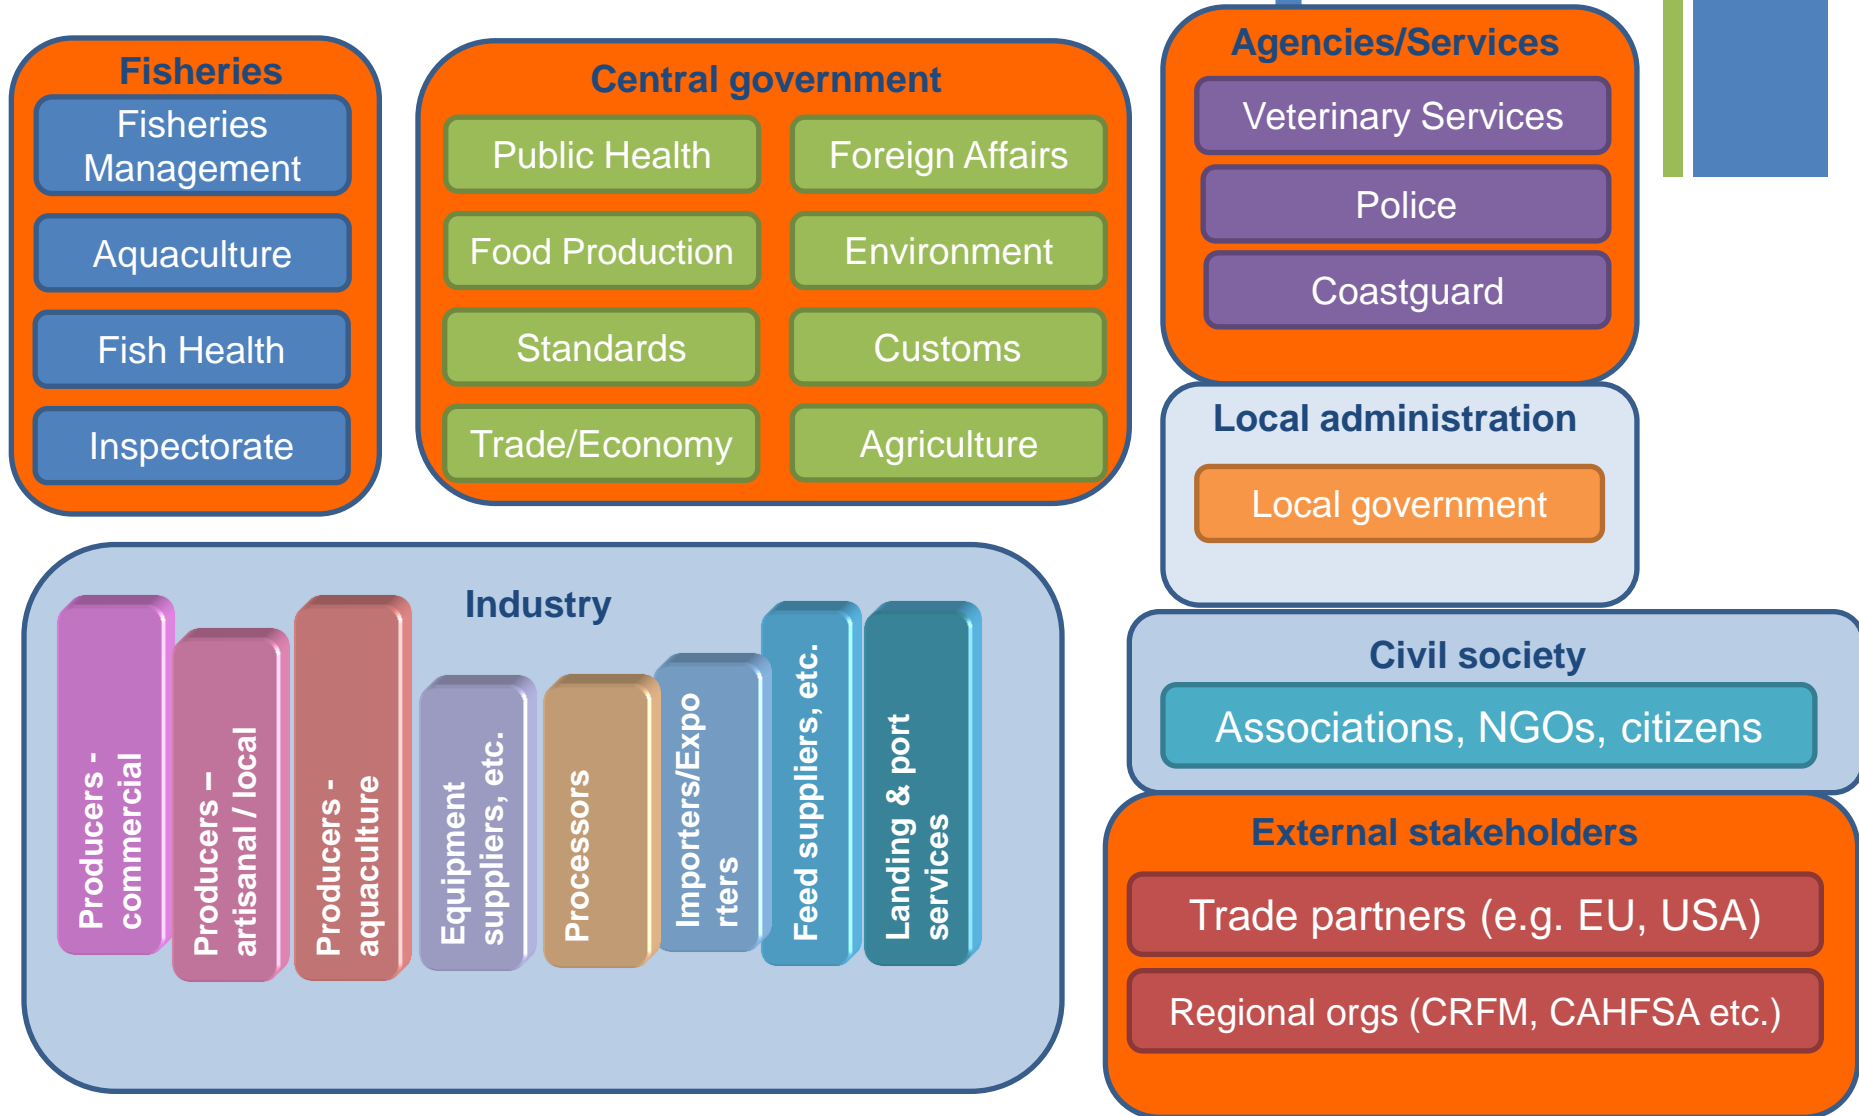 Fisheries
Fisheries
Management
Aquaculture
Fish Health
Inspectorate
Central government
Public Health
Foreign Affairs
Food Production
Environment
Standards
Customs
Trade/Economy
Agriculture
Agencies/Services
Veterinary Services
Police
Coastguard
Local administration
Local government
Industry
Producers -
commercial
Producers –
artisanal / local
Producers -
aquaculture
Equipment
suppliers, etc.
Processors
Importers/Expo
rters
Feed suppliers, etc.
Landing & port
services
Civil society
Associations, NGOs, citizens
External stakeholders
Trade partners (e.g. EU, USA)
Regional orgs (CRFM, CAHFSA etc.)